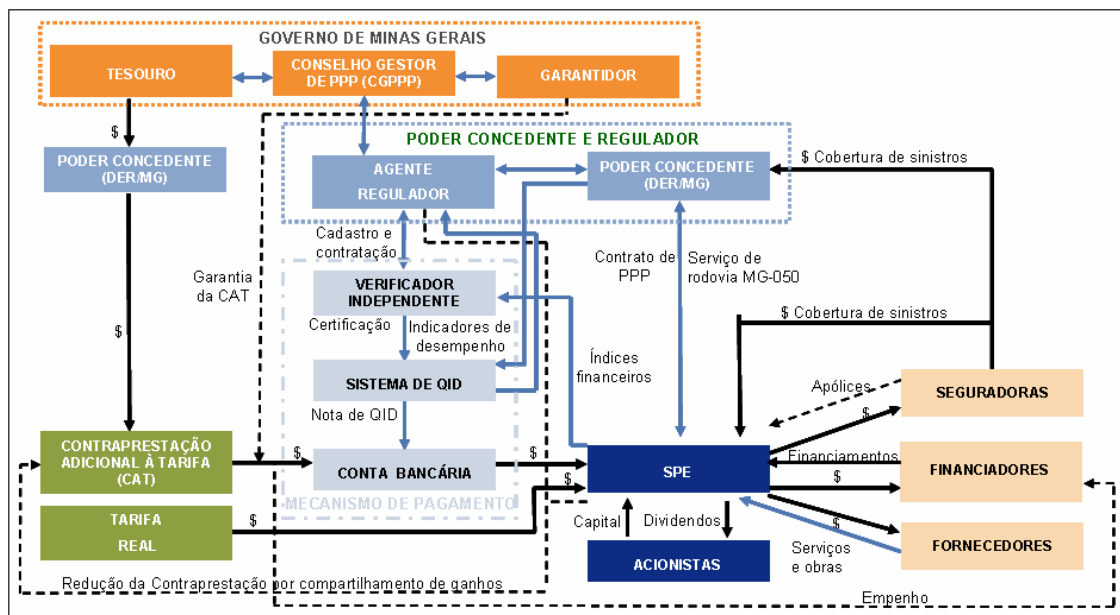 GOVERNO DE MINAS GERAIS
TESOURO
CONSELHO GESTOR
DE PPP (CGPPP)
GARANTIDOR
$
PODER CONCEDENTE E REGULADOR
PODER CONCEDENTE
(DER/MG)
AGENTE
REGULADOR
PODER CONCEDENTE
(DER/MG)
$ Cobertura de sinistros
Cadastro e
contratação
Contrato de
PPP
Serviço de
rodovia MG-050
Garantia
da CAT
VERIFICADOR
INDEPENDENTE
$
Certificação
Indicadores de
desempenho
$ Cobertura de sinistros
Índices
financeiros
SISTEMA DE QID
Apólices
SEGURADORAS
Nota de QID
$
CONTRAPRESTAÇÃO
ADICIONAL À TARIFA
(CAT)
$
CONTA BANCÁRIA
$
SPE
Financiamentos
$
FINANCIADORES
MECANISMO DE PAGAMENTO
$
TARIFA
REAL
$
Capital
Dividendos
$
Serviços
e obras
FORNECEDORES
ACIONISTAS
Redução da Contraprestação por compartilhamento de ganhos
Empenho